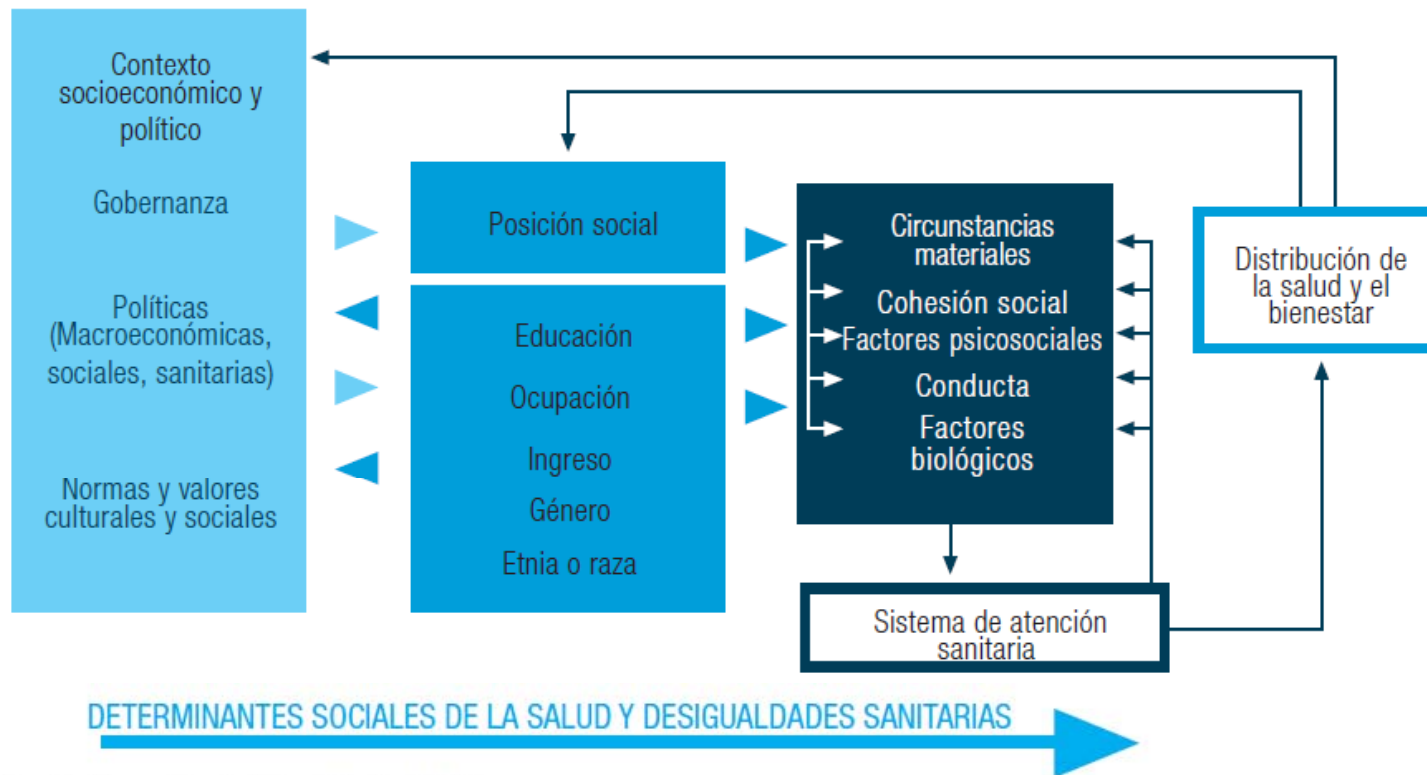 Contexto
socioeconómico y
político
Gobernanza
Políticas
(Macroeconómicas,
sociales, sanitarias)
Normas y valores
culturales y sociales
Posición social
Educación
Ocupación
Ingreso
Género
Etnia o raza
Circunstancias
materiales
Cohesión social
Factores psicosociales
Conducta
Factores
biológicos
Distribución de
la salud y el
bienestar
Sistema de atención
sanitaria
DETERMINANTES SOCIALES DE LA SALUD Y DESIGUALDADES SANITARIAS